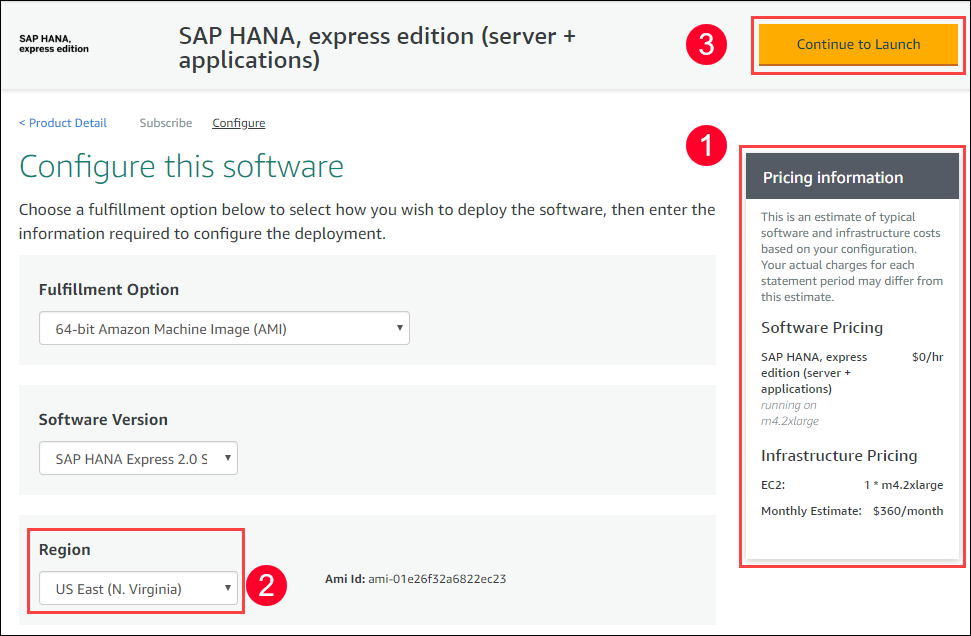 SAP HANA,
express edition
SAP HANA, express edition (server +
applications)
3
Continue to Launch
< Product Detail
Subscribe
Configure
1
Configure this software
Choose a fulfillment option below to select how you wish to deploy the software, then enter the
information required to configure the deployment.
Fulfillment Option
64-bit Amazon Machine Image (AMI)
Software Version
SAP HANA Express 2.0 S
Region
US East (N. Virginia)
2
Ami Id: ami-01e26f32a6822ec23
Pricing information
This is an estimate of typical
software and infrastructure costs
based on your configuration.
Your actual charges for each
statement period may differ from
this estimate.
Software Pricing
SAP HANA, express $0/hr
edition (server +
applications)
running on
m4.2xlarge
Infrastructure Pricing
EC2: 1 * m4.2xlarge
Monthly Estimate: $360/month